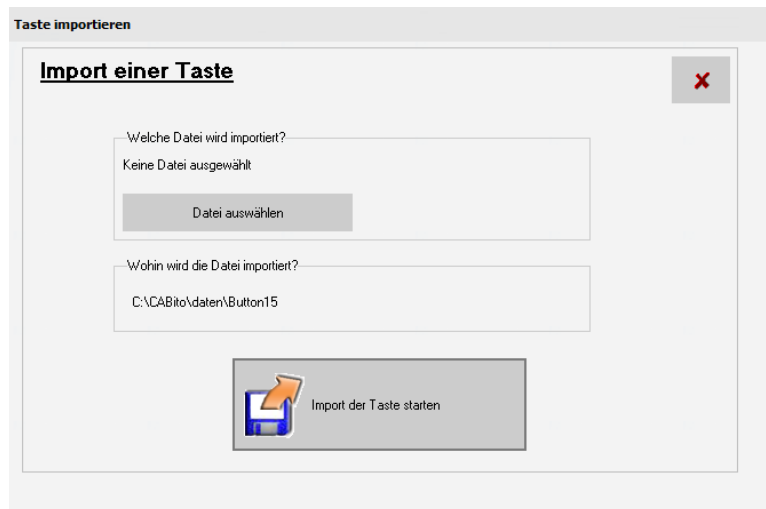 Taste importieren
Import einer Taste
Welche Datei wird importiert?
Keine Datei ausgewählt
Datei auswählen
Wohin wird die Datei importiert?
C:\CABito\daten\Button15
Import der Taste starten